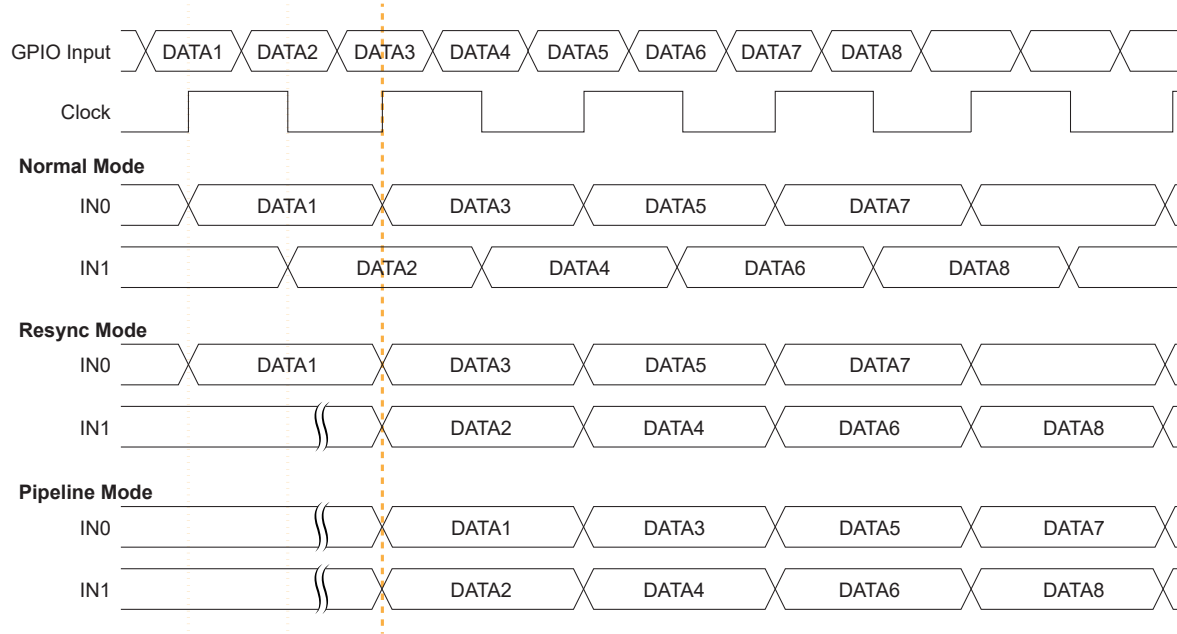 GPIO Input DATA1 DATA2 DATA3 DATA4 DATA5 DATA6 DATA7 DATA8
Clock
Normal Mode
IN0 DATA1 DATA3 DATA5 DATA7
IN1 DATA2 DATA4 DATA6 DATA8
Resync Mode
IN0 DATA1 DATA3 DATA5 DATA7
IN1 DATA2 DATA4 DATA6 DATA8
Pipeline Mode
IN0 DATA1 DATA3 DATA5 DATA7
IN1 DATA2 DATA4 DATA6 DATA8